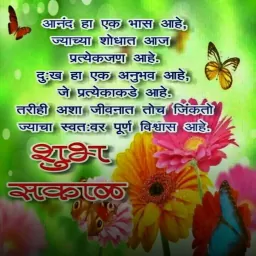 आनंद हा एक भास आहे,
ज्याच्या शोधात आज
प्रत्येकजण आहे.
दुःख हा एक अनुभव आहे,
जे प्रत्येकाकडे आहे.
तरीही अशा जीवनात तोच जिंकतो
ज्याचा स्वतःवर पूर्ण विश्वास आहे.
शुभ
सकाळ